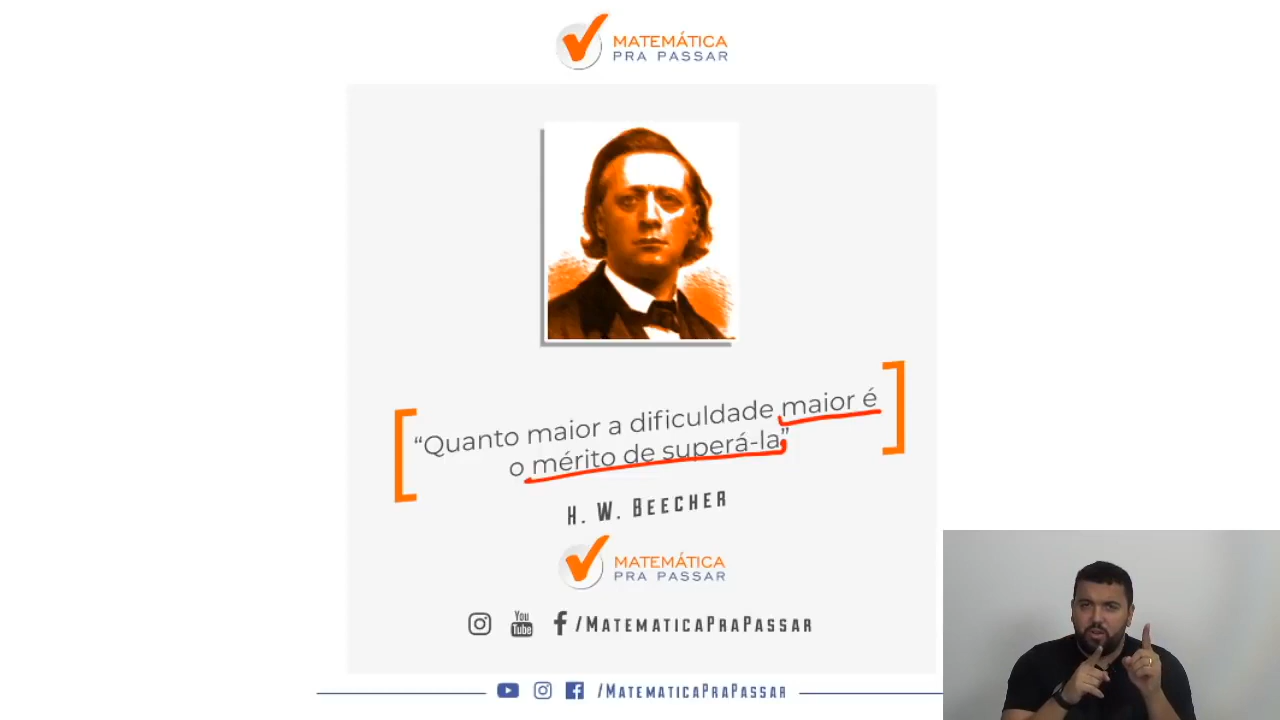 MATEMÁTICA
PRA PASSAR
“Quanto maior a dificuldade maior é
o mérito de superá-la”
H. W. BEECHER
MATEMÁTICA
PRA PASSAR
You
Tube
/MATEMATICAPRAPASSAR
/MATEMATICAPRAPASSAR